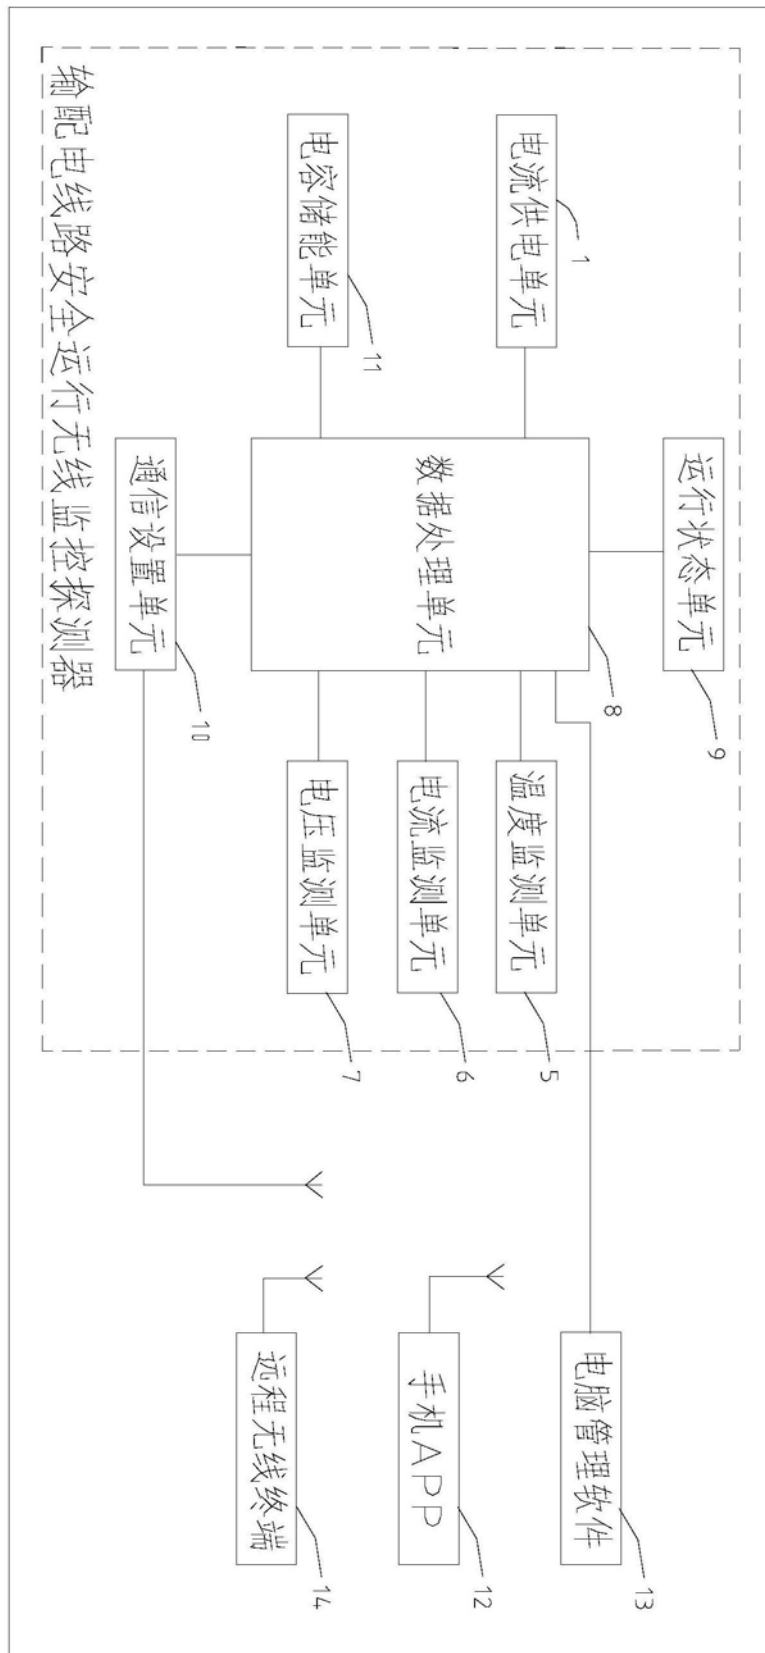 运行状态单元
9
13
8
1
电脑管理软件
5
电流供电单元
温度监测单元
12
6
手机APP
数据处理单元
电流监测单元
11
7
14
电容储能单元
电压监测单元
远程无线终端
10
通信设置单元
输配电线路安全运行无线监控探测器